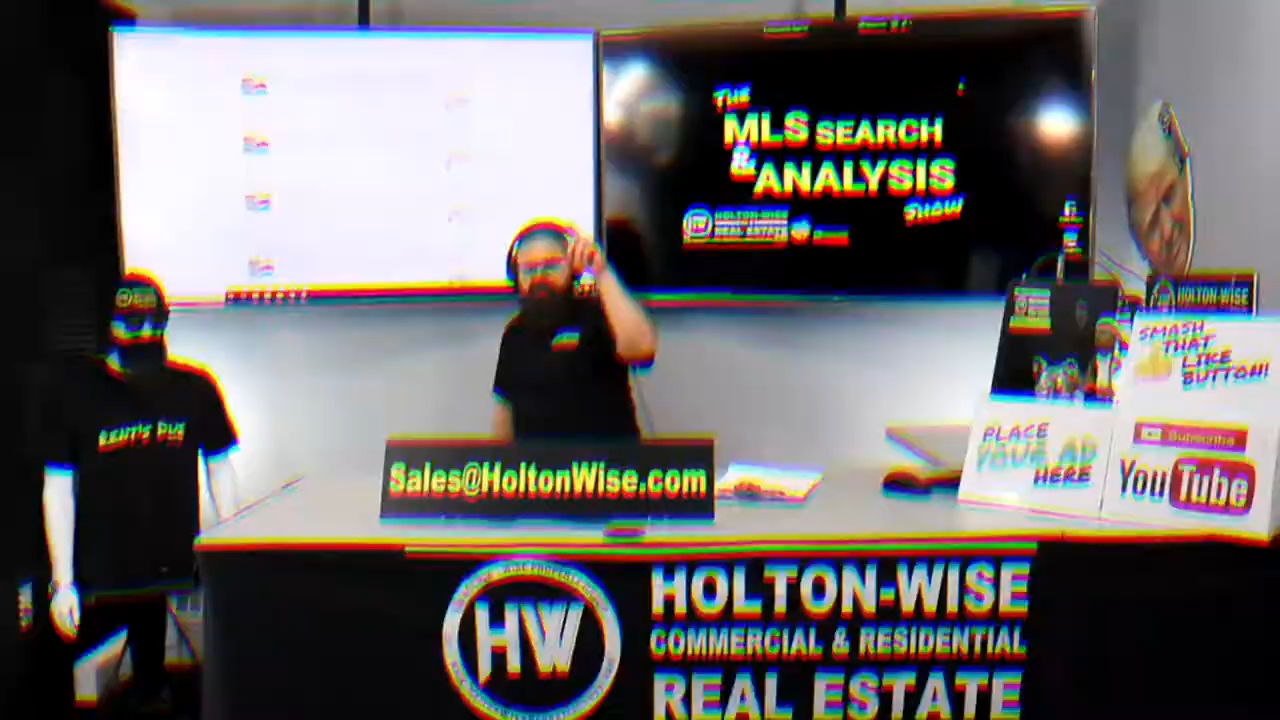 THE
MLS SEARCH
& ANALYSIS
SHOW
HW HOLTON-WISE
REAL ESTATE
HOLTON-WISE
SMASH
THAT
LIKE
BUTTON!
RENT'S DUE
PLACE
YOUR AD
HERE
Subscribe
YouTube
Sales@HoltonWise.com
HW
HOLTON-WISE
COMMERCIAL & RESIDENTIAL
REAL ESTATE